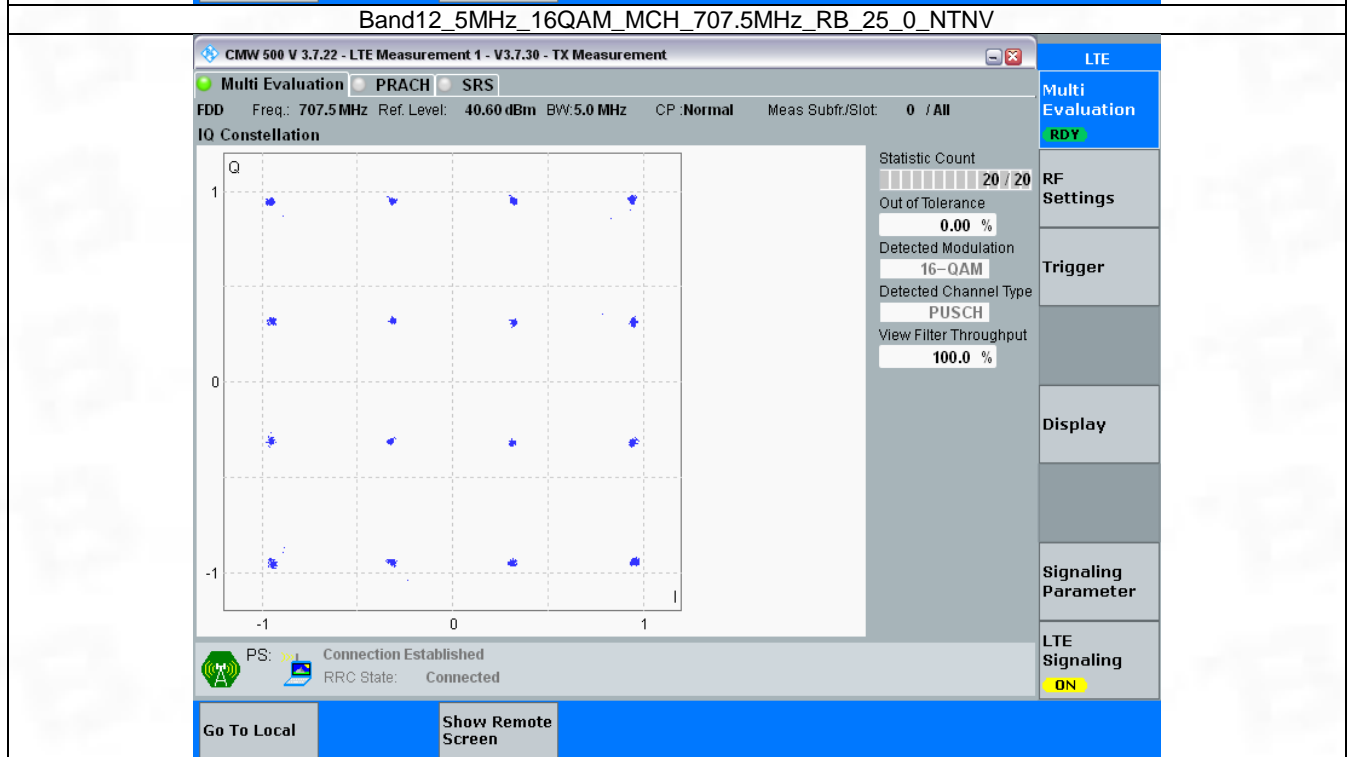 Band12_5MHz_16QAM_MCH_707.5MHz_RB_25_0_NTNV
CMW 500 V 3.7.22 - LTE Measurement 1 - V3.7.30 - TX Measurement
LTE
Multi Evaluation PRACH SRS
Multi
Evaluation
RDY
FDD Freq.: 707.5 MHz Ref. Level: 40.60 dBm BW:5.0 MHz CP :Normal Meas Subfr./Slot: 0 / All
IQ Constellation
Q
1
0
-1
I
-1 0 1
Statistic Count
20 / 20
Out of Tolerance
0.00 %
Detected Modulation
16-QAM
Detected Channel Type
PUSCH
View Filter Throughput
100.0 %
RF
Settings
Trigger
Display
Signaling
Parameter
LTE
Signaling
ON
PS: Connection Established
RRC State: Connected
Go To Local
Show Remote
Screen